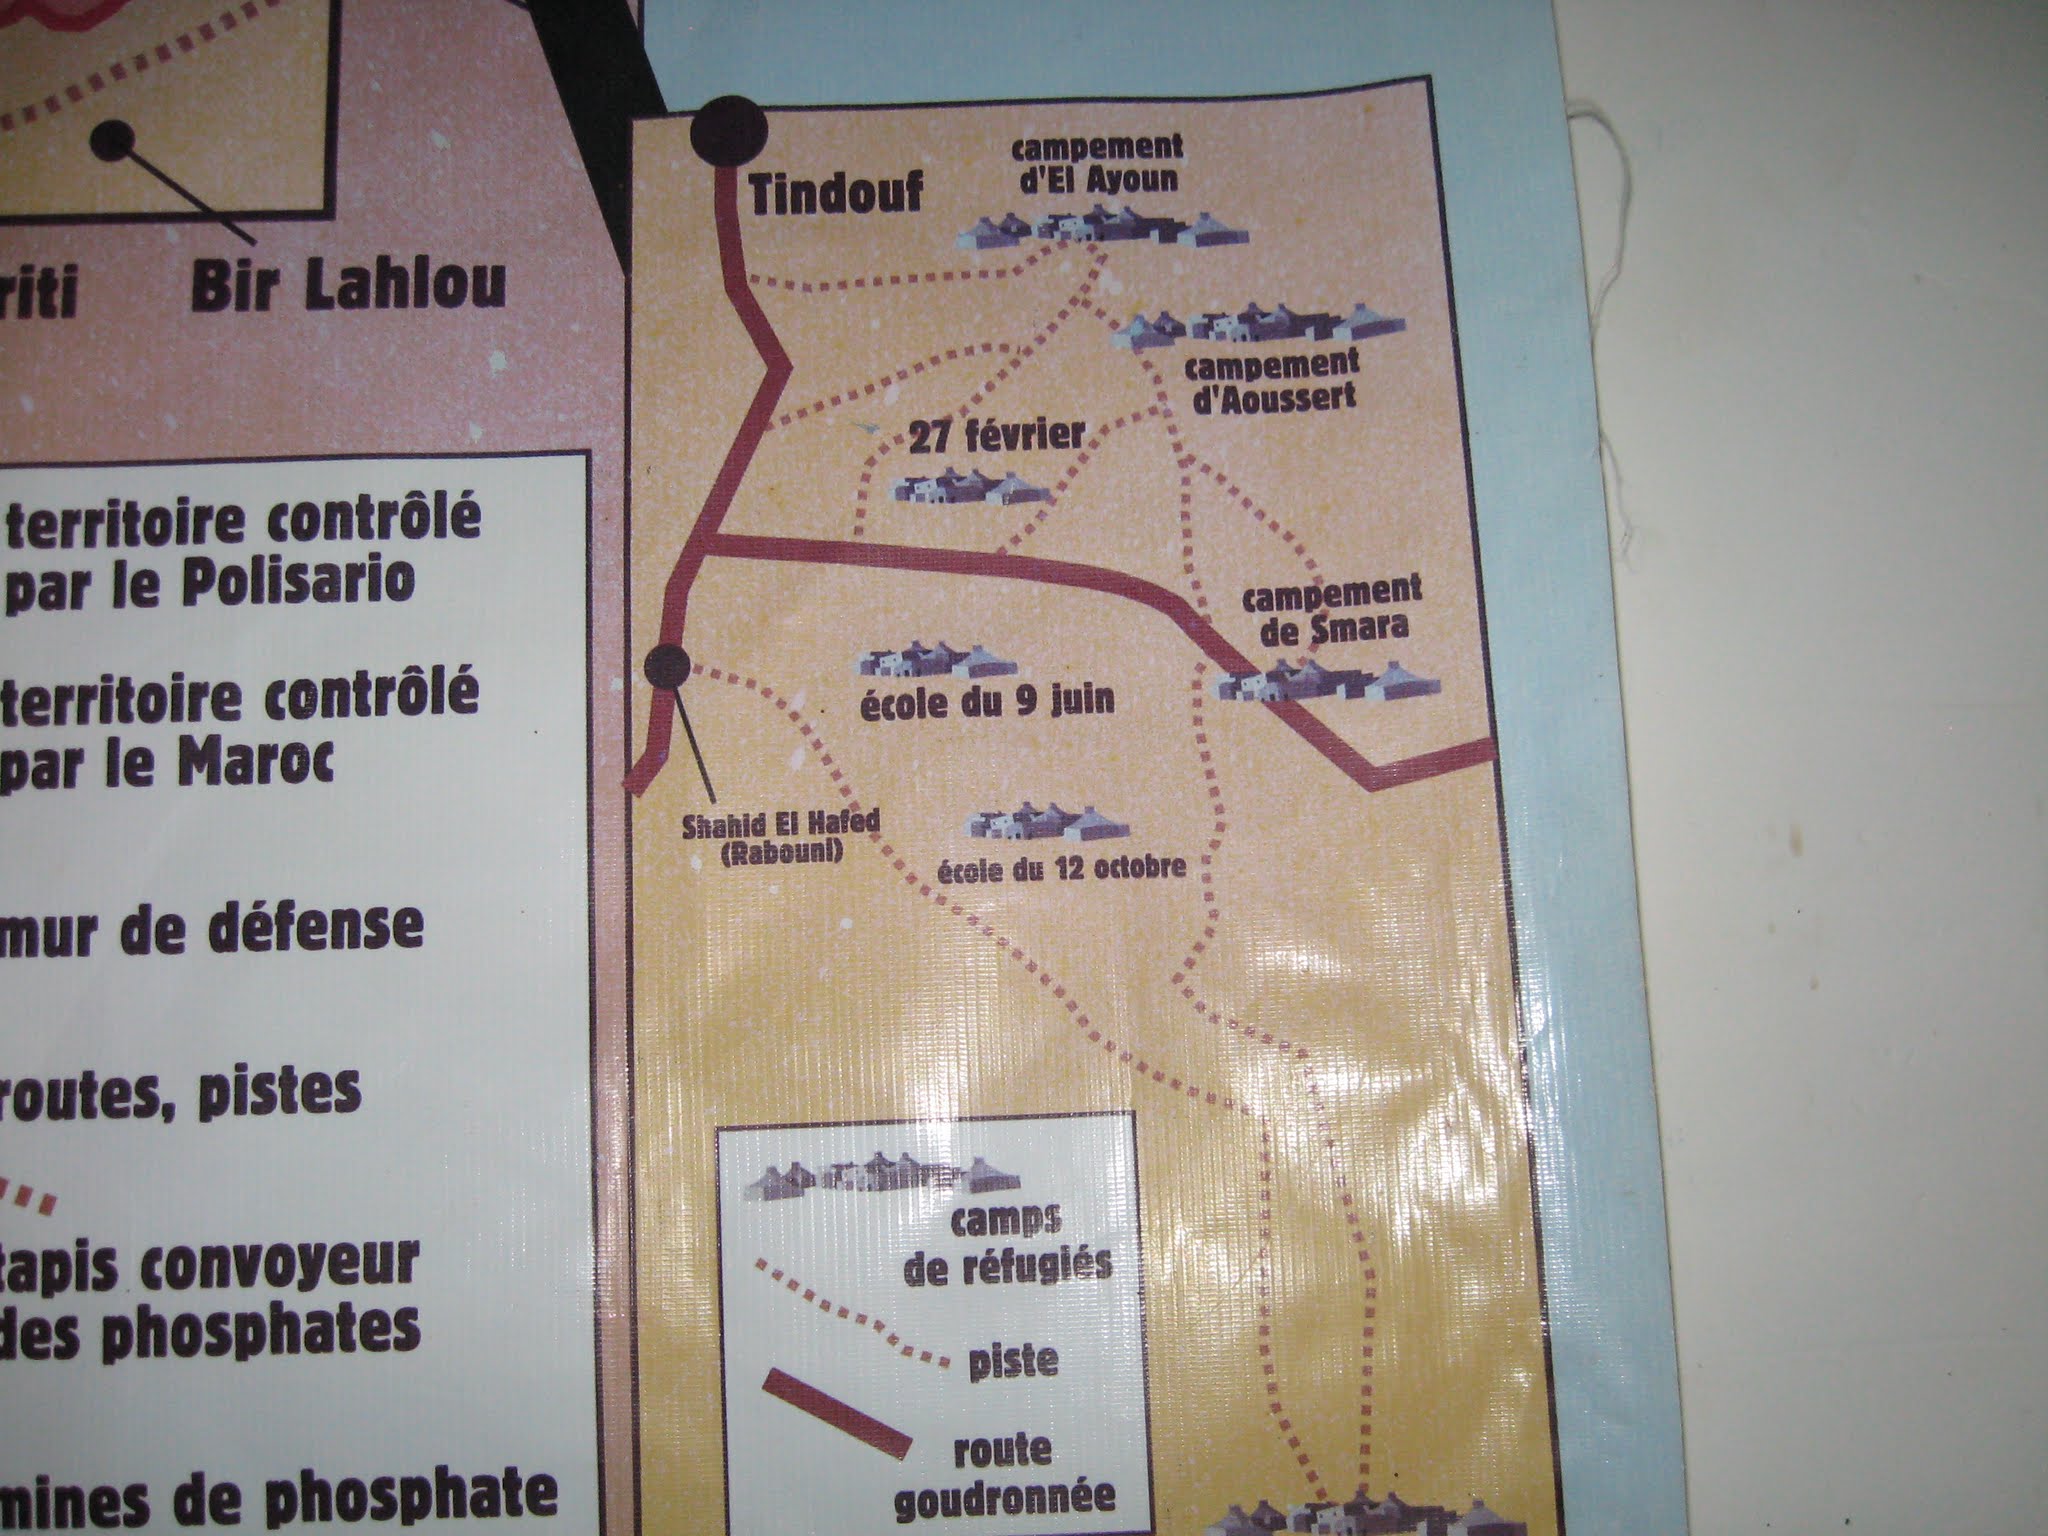 Tindouf
campement
d'El Ayoun
campement
d'Aoussert
27 février
campement
de Smara
école du 9 juin
Shahid El Hafed
(Rabouni)
école du 12 octobre
camps
de réfugiés
piste
route
goudronnée
riti
Bir Lahlou
territoire contrôlé
par le Polisario
territoire contrôlé
par le Maroc
mur de défense
routes, pistes
tapis convoyeur
des phosphates
mines de phosphate